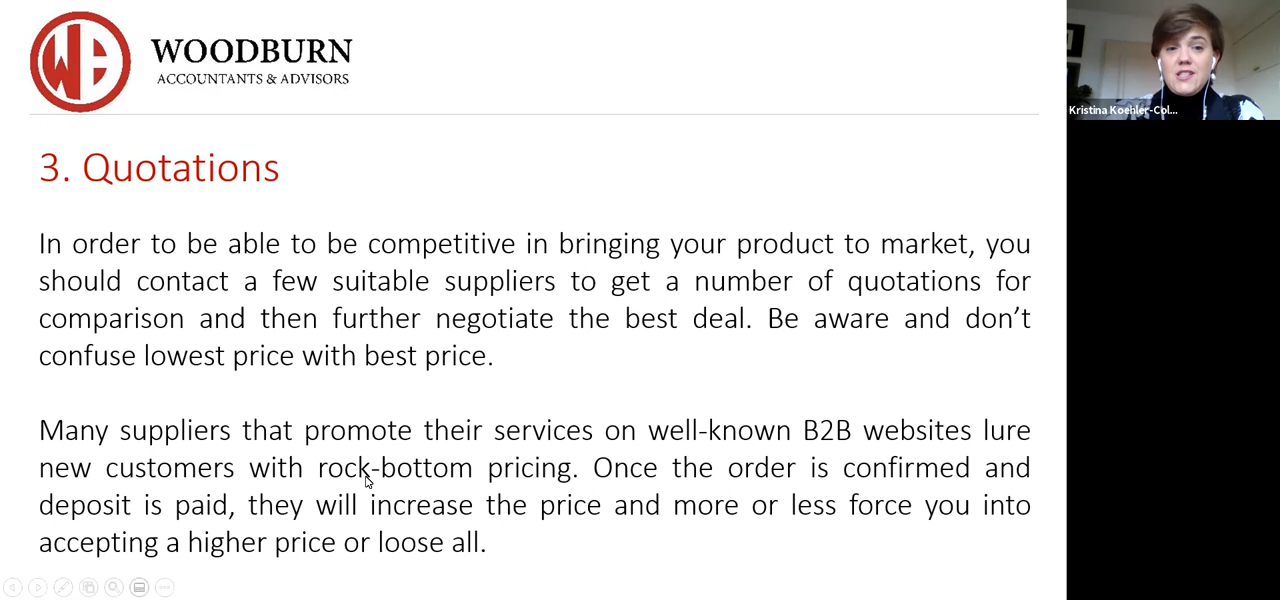 WB
WOODBURN
ACCOUNTANTS & ADVISORS
Kristina Koehler-Col...
3. Quotations
In order to be able to be competitive in bringing your product to market, you
should contact a few suitable suppliers to get a number of quotations for
comparison and then further negotiate the best deal. Be aware and don’t
confuse lowest price with best price.
Many suppliers that promote their services on well-known B2B websites lure
new customers with rock-bottom pricing. Once the order is confirmed and
deposit is paid, they will increase the price and more or less force you into
accepting a higher price or loose all.